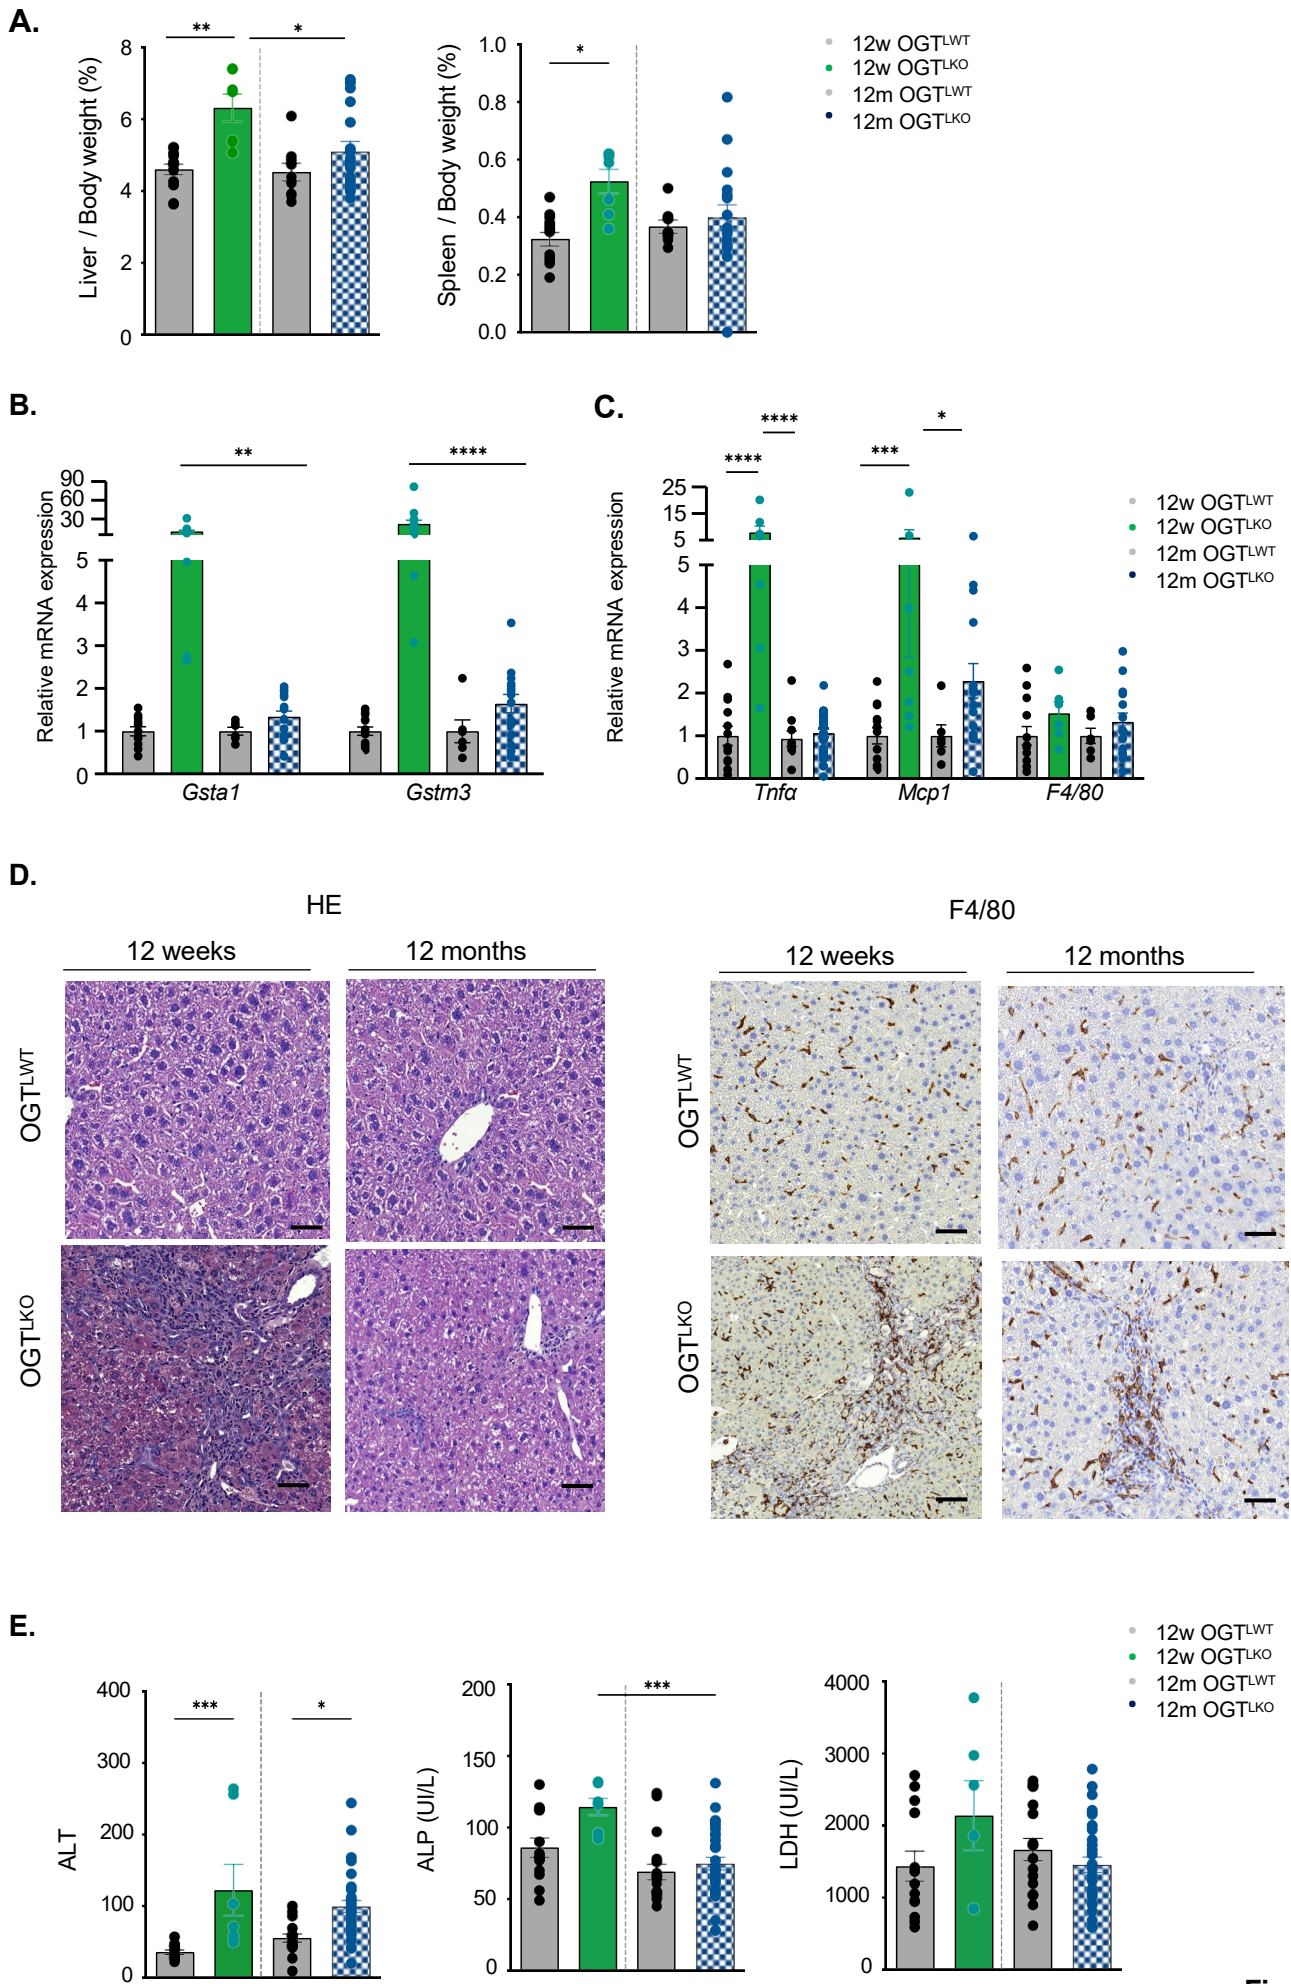 A.
** *
Liver / Body weight (%)
8
6
4
2
0
*
Spleen / Body weight (%)
1.0
0.8
0.6
0.4
0.2
0.0
12w OGTLWT
12w OGTLKO
12m OGTLWT
12m OGTLKO
B.
** ****
Relative mRNA expression
90
60
30
5
4
3
2
1
0
Gsta1 Gstm3
C.
**** **** *** *
Relative mRNA expression
25
15
5
5
4
3
2
1
0
Tnfα Mcp1 F4/80
12w OGTLWT
12w OGTLKO
12m OGTLWT
12m OGTLKO
D.
HE
12 weeks 12 months
OGTLWT
OGTLKO
F4/80
12 weeks 12 months
OGTLWT
OGTLKO
E.
12w OGTLWT
12w OGTLKO
12m OGTLWT
12m OGTLKO
*** *
ALT
400
300
200
100
0
***
ALP (UI/L)
200
150
100
50
0
LDH (UI/L)
4000
3000
2000
1000
0